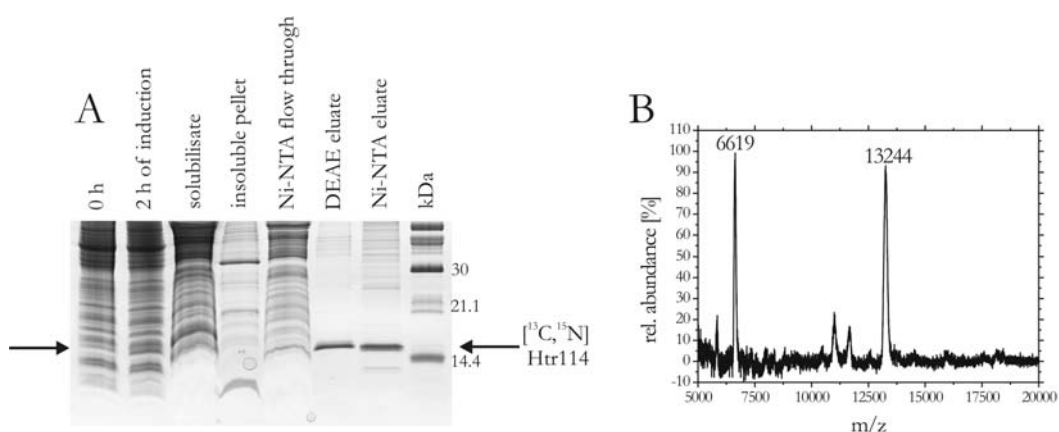 A
0 h
2 h of induction
solubilisate
insoluble pellet
Ni-NTA flow thruogh
DEAE eluate
Ni-NTA eluate
kDa
30
21.1
14.4
[¹³C,¹⁵N]
Htr114
B
6619
13244
110
100
90
80
70
60
50
40
30
20
10
0
-10
rel. abundance [%]
5000
7500
10000
12500
15000
17500
20000
m/z